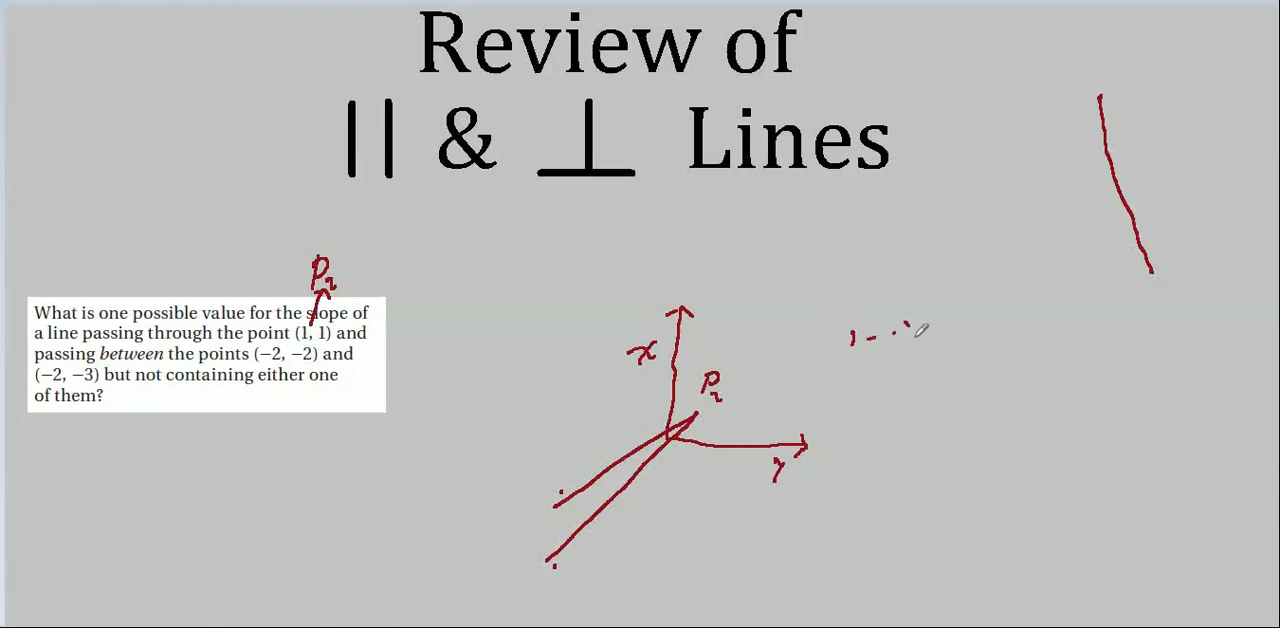 Review of
|| & ⊥ Lines
P₂
What is one possible value for the slope of
a line passing through the point (1, 1) and
passing between the points (−2, −2) and
(−2, −3) but not containing either one
of them?
x
P₂
y